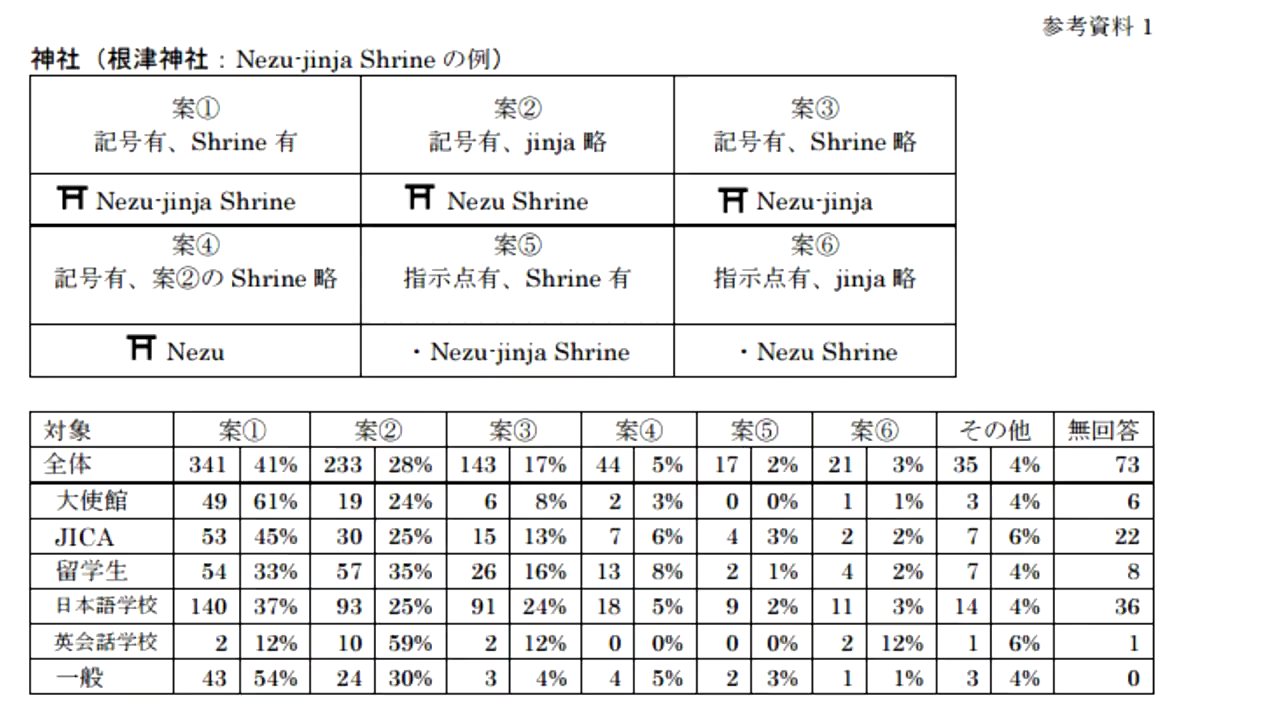 参考資料 1
神社（根津神社：Nezu-jinja Shrine の例）
案① 案② 案③
記号有、Shrine 有 記号有、jinja 略 記号有、Shrine 略
Nezu-jinja Shrine Nezu Shrine Nezu-jinja
案④ 案⑤ 案⑥
記号有、案②の Shrine 略 指示点有、Shrine 有 指示点有、jinja 略
Nezu ・Nezu-jinja Shrine ・Nezu Shrine
対象 案① 案② 案③ 案④ 案⑤ 案⑥ その他 無回答
全体 341 41% 233 28% 143 17% 44 5% 17 2% 21 3% 35 4% 73
大使館 49 61% 19 24% 6 8% 2 3% 0 0% 1 1% 3 4% 6
JICA 53 45% 30 25% 15 13% 7 6% 4 3% 2 2% 7 6% 22
留学生 54 33% 57 35% 26 16% 13 8% 2 1% 4 2% 7 4% 8
日本語学校 140 37% 93 25% 91 24% 18 5% 9 2% 11 3% 14 4% 36
英会話学校 2 12% 10 59% 2 12% 0 0% 0 0% 2 12% 1 6% 1
一般 43 54% 24 30% 3 4% 4 5% 2 3% 1 1% 3 4% 0